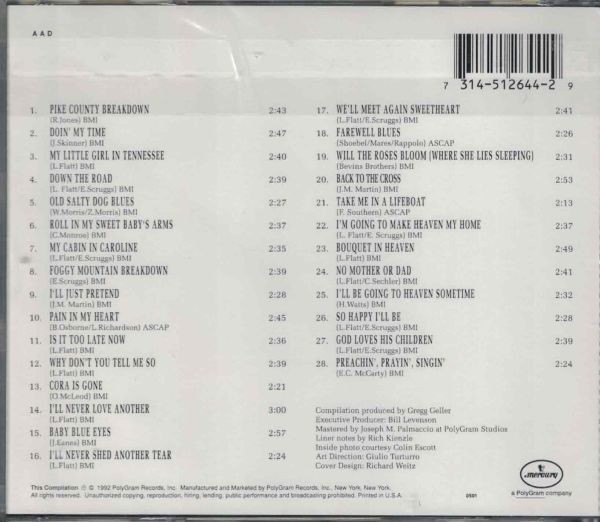 AAD
7 314-512644-2 9
1. PIKE COUNTY BREAKDOWN 2:43
(R.Jones) BMI
2. DOIN' MY TIME 2:47
(J.Skinner) BMI
3. MY LITTLE GIRL IN TENNESSEE 2:40
(L.Flatt) BMI
4. DOWN THE ROAD 2:39
(L. Flatt/E.Scruggs) BMI
5. OLD SALTY DOG BLUES 2:27
(W.Morris/Z.Morris) BMI
6. ROLL IN MY SWEET BABY'S ARMS 2:37
(C.Monroe) BMI
7. MY CABIN IN CAROLINE 2:35
(L.Flatt/E.Scruggs) BMI
8. FOGGY MOUNTAIN BREAKDOWN 2:39
(E.Scruggs) BMI
9. I'LL JUST PRETEND 2:28
(J.M. Martin) BMI
10. PAIN IN MY HEART 2:45
(B.Osborne/L.Richardson) ASCAP
11. IS IT TOO LATE NOW 2:36
(L.Flatt) BMI
12. WHY DON'T YOU TELL ME SO 2:39
(L.Flatt) BMI
13. CORA IS GONE 2:21
(O.McLeod) BMI
14. I'LL NEVER LOVE ANOTHER 3:00
(L.Flatt) BMI
15. BABY BLUE EYES 2:57
(J.Eanes) BMI
16. I'LL NEVER SHED ANOTHER TEAR 2:24
(L.Flatt) BMI
17. WE'LL MEET AGAIN SWEETHEART 2:41
(L.Flatt/E.Scruggs) BMI
18. FAREWELL BLUES 2:26
(Shoebel/Mares/Rappolo) ASCAP
19. WILL THE ROSES BLOOM (WHERE SHE LIES SLEEPING) 2:31
(Bevins Brothers) BMI
20. BACK TO THE CROSS 2:53
(J.M. Martin) BMI
21. TAKE ME IN A LIFEBOAT 2:13
(F. Southern) ASCAP
22. I'M GOING TO MAKE HEAVEN MY HOME 2:37
(L. Flatt/E. Scruggs) BMI
23. BOUQUET IN HEAVEN 2:49
(L.Flatt) BMI
24. NO MOTHER OR DAD 2:41
(L.Flatt/C.Sechler) BMI
25. I'LL BE GOING TO HEAVEN SOMETIME 2:32
(H.Watts) BMI
26. SO HAPPY I'LL BE 2:28
(L.Flatt/E.Scruggs) BMI
27. GOD LOVES HIS CHILDREN 2:39
(L.Flatt/E.Scruggs) BMI
28. PREACHIN', PRAYIN', SINGIN' 2:24
(E.C. McCarty) BMI
Compilation produced by Gregg Geller
Executive Producer: Bill Levenson
Mastered by Joseph M. Palmaccio at PolyGram Studios
Liner notes by Rich Kienzle
Inside photo courtesy Colin Escott
Art Direction: Giulio Turturro
Cover Design: Richard Weitz
This Compilation ℗ © 1992 PolyGram Records, Inc. Manufactured and Marketed by PolyGram Records, Inc., New York, New York.
All rights reserved. Unauthorized copying, reproduction, hiring, lending, public performance and broadcasting prohibited. Printed in U.S.A.
0501
mercury
a PolyGram company